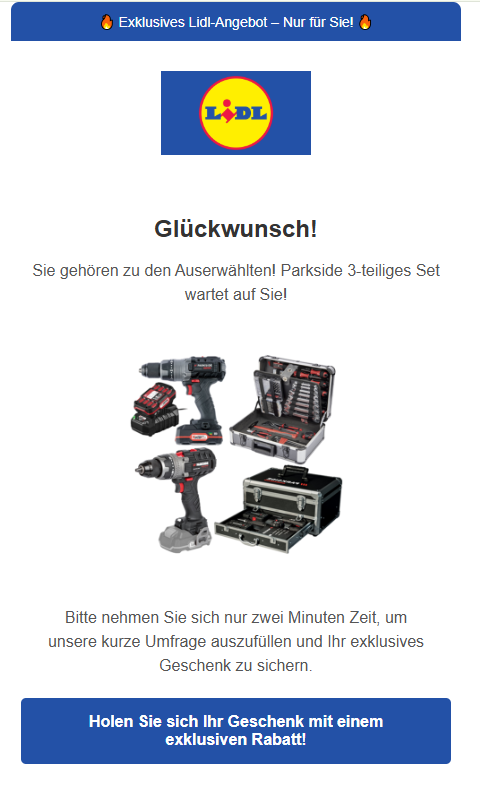 🔥 Exklusives Lidl-Angebot – Nur für Sie! 🔥
LIDL
Glückwunsch!
Sie gehören zu den Auserwählten! Parkside 3-teiliges Set
wartet auf Sie!
Bitte nehmen Sie sich nur zwei Minuten Zeit, um
unsere kurze Umfrage auszufüllen und Ihr exklusives
Geschenk zu sichern.
Holen Sie sich Ihr Geschenk mit einem
exklusiven Rabatt!